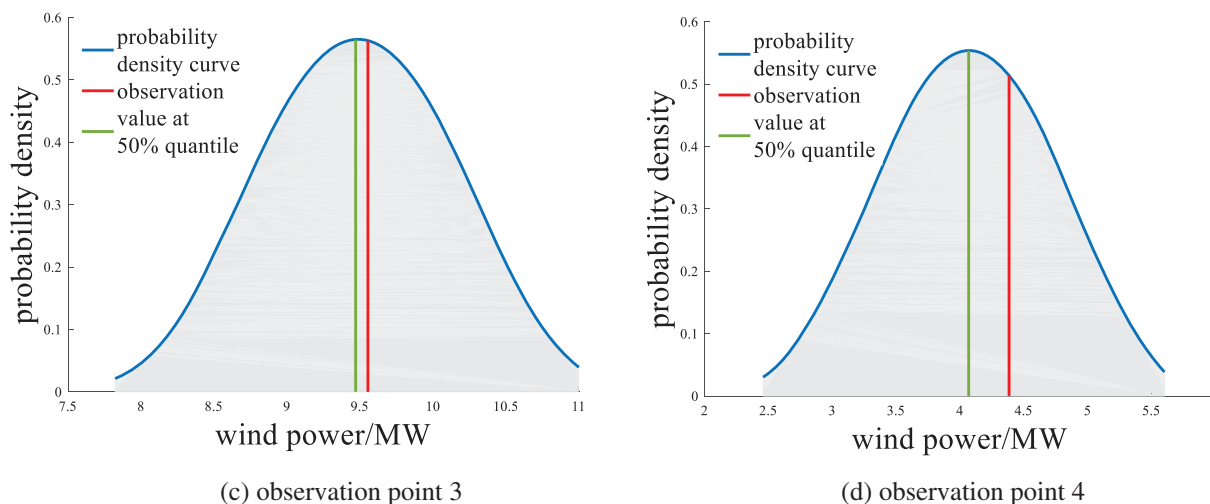 0.6
0.5
0.4
0.3
0.2
0.1
0
probability density
probability
density curve
observation
value at
50% quantile
7.5 8 8.5 9 9.5 10 10.5 11
wind power/MW
(c) observation point 3
0.6
0.5
0.4
0.3
0.2
0.1
0
probability density
probability
density curve
observation
value at
50% quantile
2 2.5 3 3.5 4 4.5 5 5.5
wind power/MW
(d) observation point 4